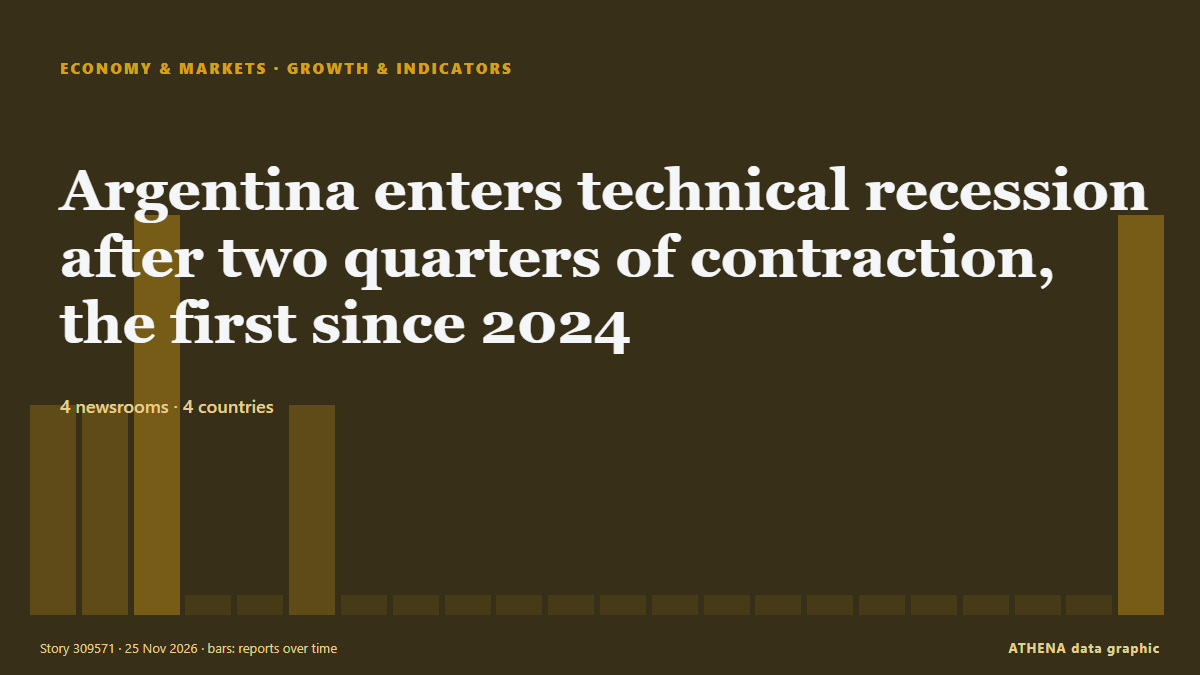 ECONOMY & MARKETS · GROWTH & INDICATORS
Argentina enters technical recession
after two quarters of contraction,
the first since 2024
4 newsrooms · 4 countries
Story 309571 · 25 Nov 2026 · bars: reports over time
ATHENA data graphic